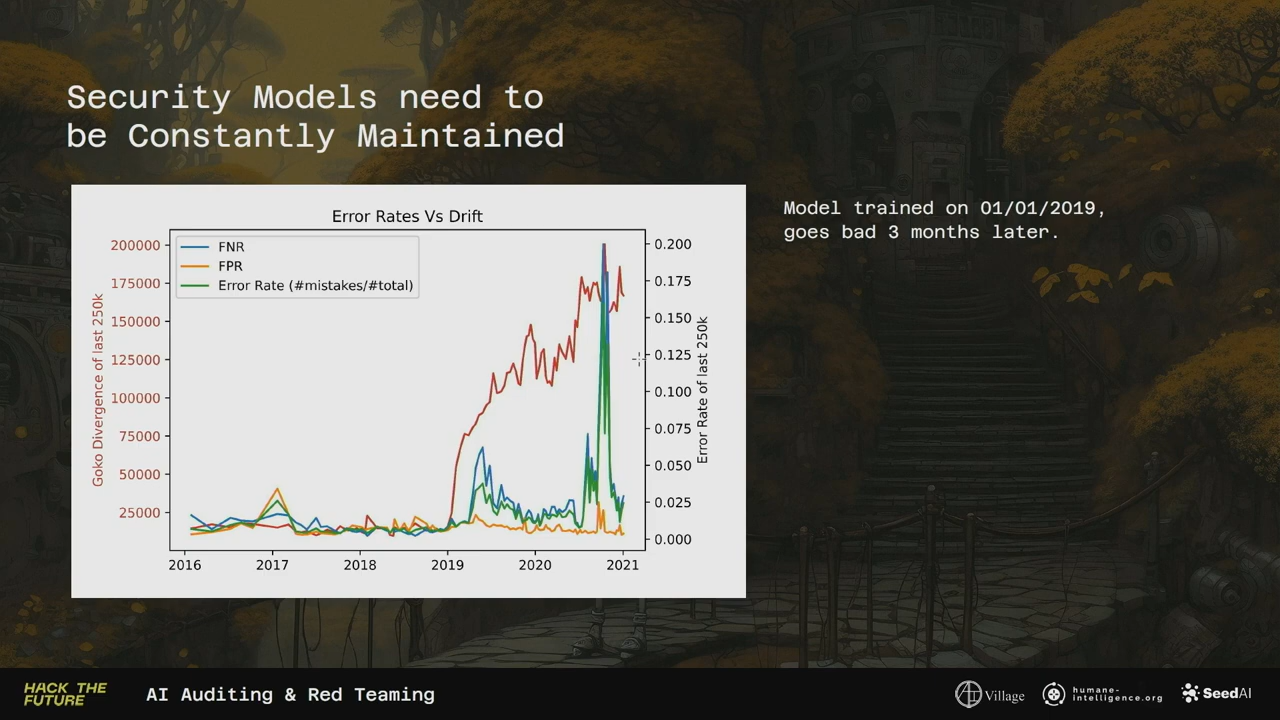 Security Models need to
be Constantly Maintained
Model trained on 01/01/2019,
goes bad 3 months later.
Error Rates Vs Drift
FNR
FPR
Error Rate (#mistakes/#total)
Goko Divergence of last 250k
200000
175000
150000
125000
100000
75000
50000
25000
0.200
0.175
0.150
0.125
0.100
0.075
0.050
0.025
0.000
Error Rate of last 250k
2016 2017 2018 2019 2020 2021
HACK THE
FUTURE
AI Auditing & Red Teaming
AI Village
humane-
intelligence.org
SeedAI